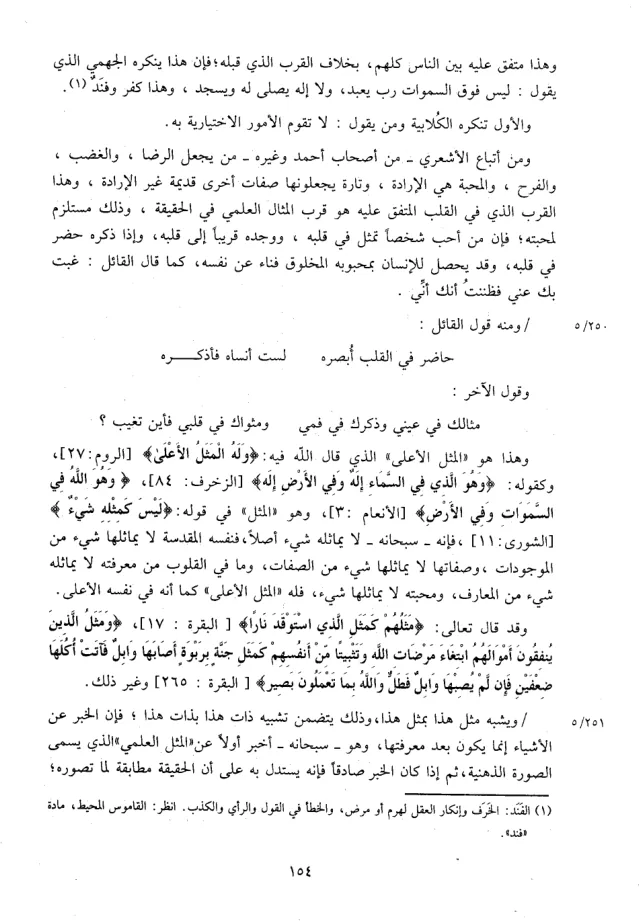 وهذا متفق عليه بين الناس كلهم، بخلاف القرب الذي قبله؛فإن هذا ينكره الجهمي الذي
يقول : ليس فوق السموات رب يعبد، ولا إله يصلى له ويسجد ، وهذا كفر وفَنَدٌ (١).
والأول تنكره الكُلابية ومن يقول : لا تقوم الأمور الاختيارية به.
ومن أتباع الأشعري ـ من أصحاب أحمد وغيره ـ من يجعل الرضا ، والغضب ،
والفرح ، والمحبة هي الإرادة ، وتارة يجعلونها صفات أخرى قديمة غير الإرادة ، وهذا
القرب الذي في القلب المتفق عليه هو قرب المثال العلمي في الحقيقة ، وذلك مستلزم
لمحبته؛ فإن من أحب شخصاً تمثل في قلبه ، ووجده قريباً إلى قلبه، وإذا ذكره حضر
في قلبه، وقد يحصل للإنسان بمحبوبه المخلوق فناء عن نفسه، كما قال القائل : غبت
بك عني فظننتُ أنك أنِّي .
٥/٢٥٠ / ومنه قول القائل :
حاضر في القلب أُبصره لست أنساه فأذكـــــره
وقول الآخر :
مثالك في عيني وذكرك في فمي ومثواك في قلبي فأين تغيب ؟
وهذا هو «المثل الأعلى» الذي قال الله فيه: ﴿وَلَهُ الْمَثَلُ الأَعْلَىٰ﴾ [الروم:٢٧]،
وكقوله: ﴿وَهُوَ الَّذِي فِي السَّمَاءِ إِلَهٌ وَفِي الأَرْضِ إِلَه﴾ [الزخرف: ٨٤]، ﴿ وَهُوَ اللَّهُ فِي
السَّمَوَات وَفِي الأَرْضِ﴾ [الأنعام :٣]، وهو «المثل» في قوله: ﴿لَيْسَ كَمِثْلِهِ شَيْءٌ ﴾
[الشورى:١١] ،فإنه ـ سبحانه ـ لا يماثله شيء أصلاً،فنفسه المقدسة لا يماثلها شيء من
الموجودات ،وصفاتها لا يماثلها شيء من الصفات، وما في القلوب من معرفته لا يماثله
شيء من المعارف، ومحبته لا يماثلها شيء، فله «المثل الأعلى» كما أنه في نفسه الأعلى.
وقد قال تعالى: ﴿مَثَلُهُمْ كَمَثَلِ الَّذِي اسْتَوْقَدَ نَارًا﴾ [ البقرة : ١٧]، ﴿وَمَثَلُ الَّذِينَ
يُنفِقُونَ أَمْوَالَهُمُ ابْتِغَاءَ مَرْضَاتِ اللَّه وَتَثْبِيتًا مِّنْ أَنفُسِهِمْ كَمَثَلِ جَنَّةٍ بِرَبْوَةٍ أَصَابَهَا وَابِلٌ فَآتَتْ أُكُلَهَا
ضِعْفَيْنِ فَإِن لَّمْ يُصِبْهَا وَابِلٌ فَطَلٌّ وَاللَّهُ بِمَا تَعْمَلُونَ بَصِير﴾ [ البقرة : ٢٦٥] وغير ذلك.
٥/٢٥١ / ويشبه مثل هذا بمثل هذا،وذلك يتضمن تشبيه ذات هذا بذات هذا ؛ فإن الخبر عن
الأشياء إنما يكون بعد معرفتها، وهو ـ سبحانه ـ أخبر أولاً عن«المثل العلمي»الذي يسمى
الصورة الذهنية،ثم إذا كان الخبر صادقاً فإنه يستدل به على أن الحقيقة مطابقة لما تصوره؛
(١) الفَنَد: الخَرَف وإنكار العقل لهرم أو مرض، والخطأ في القول والرأي والكذب. انظر: القاموس المحيط، مادة
«فند».
١٥٤